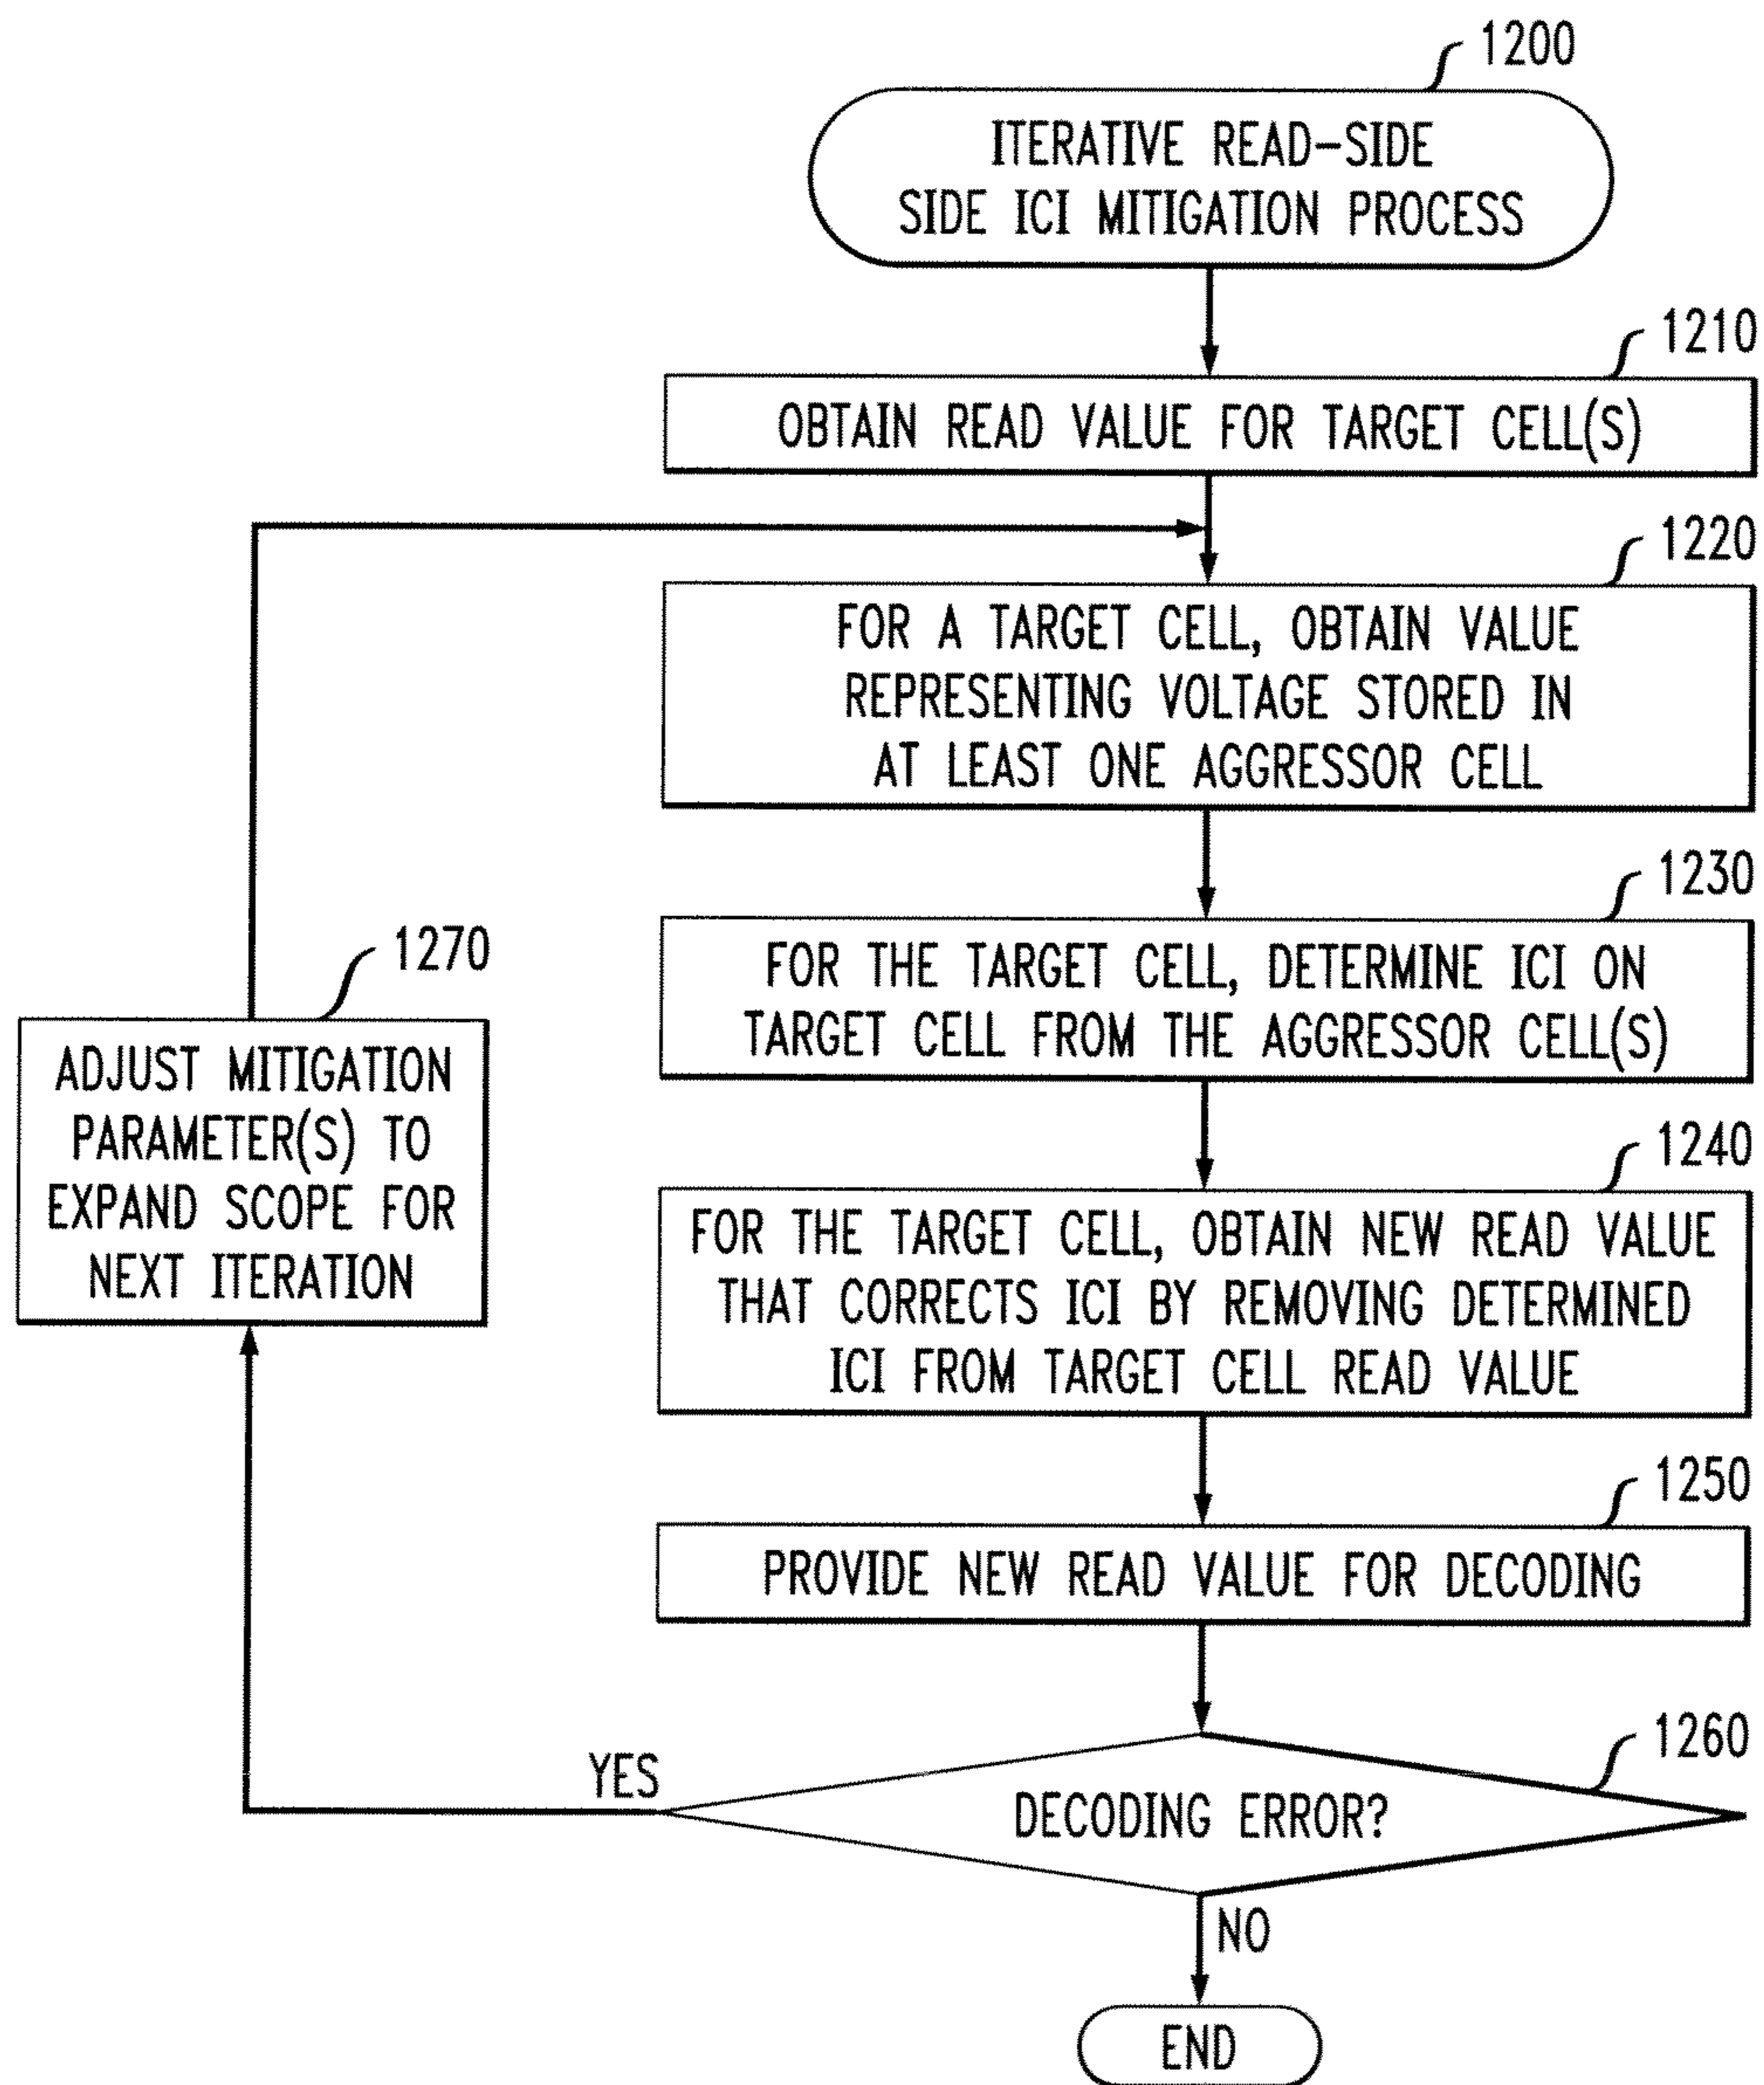 1200
ITERATIVE READ-SIDE
SIDE ICI MITIGATION PROCESS
1210
OBTAIN READ VALUE FOR TARGET CELL(S)
1220
FOR A TARGET CELL, OBTAIN VALUE
REPRESENTING VOLTAGE STORED IN
AT LEAST ONE AGGRESSOR CELL
1230
FOR THE TARGET CELL, DETERMINE ICI ON
TARGET CELL FROM THE AGGRESSOR CELL(S)
1240
FOR THE TARGET CELL, OBTAIN NEW READ VALUE
THAT CORRECTS ICI BY REMOVING DETERMINED
ICI FROM TARGET CELL READ VALUE
1250
PROVIDE NEW READ VALUE FOR DECODING
1260
DECODING ERROR?
YES
1270
ADJUST MITIGATION
PARAMETER(S) TO
EXPAND SCOPE FOR
NEXT ITERATION
NO
END